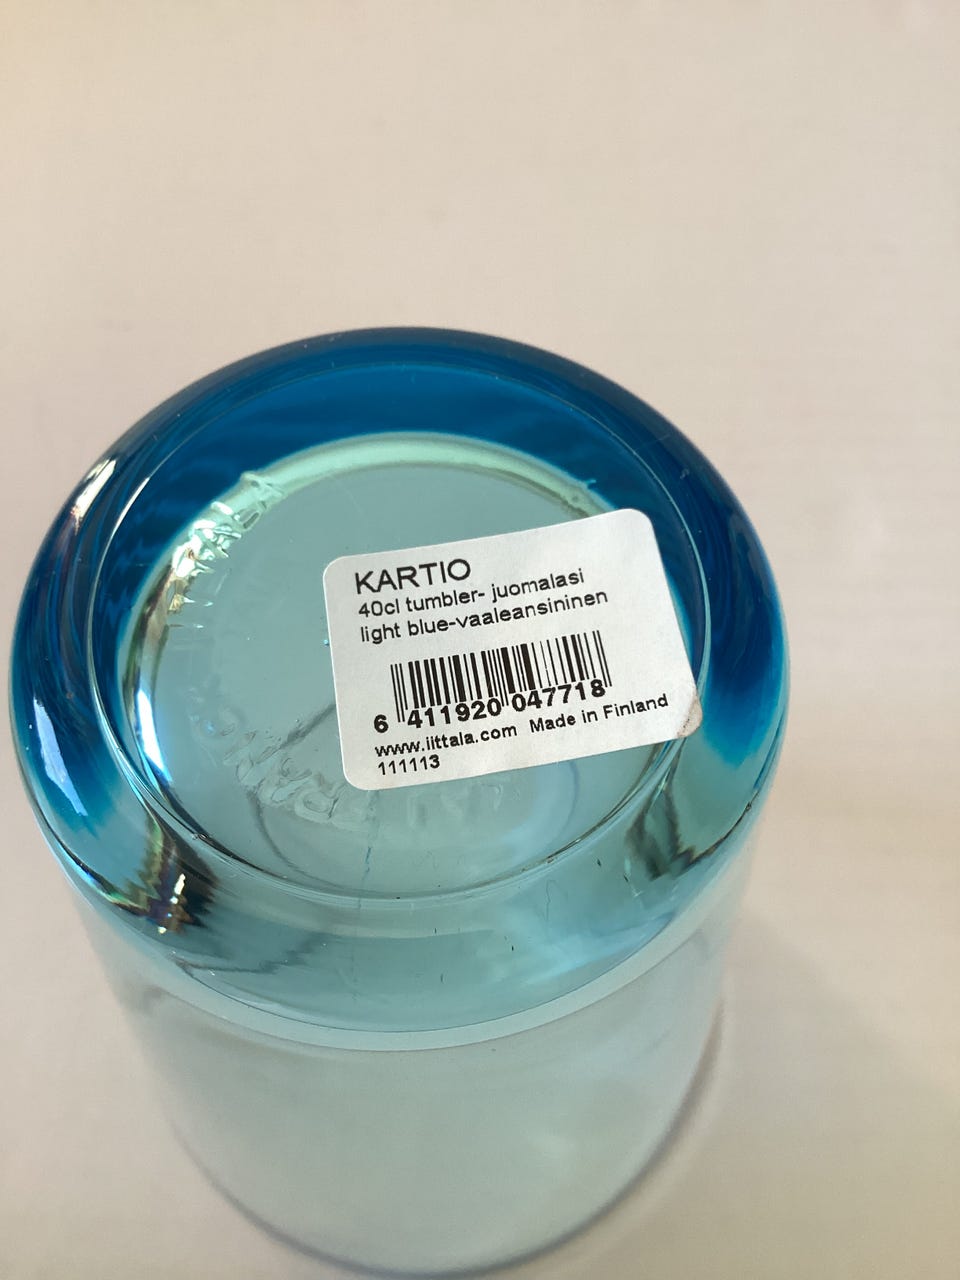 KARTIO
40cl tumbler- juomalasi
light blue-vaaleansininen
6 411920 047718
www.iittala.com Made in Finland
111113